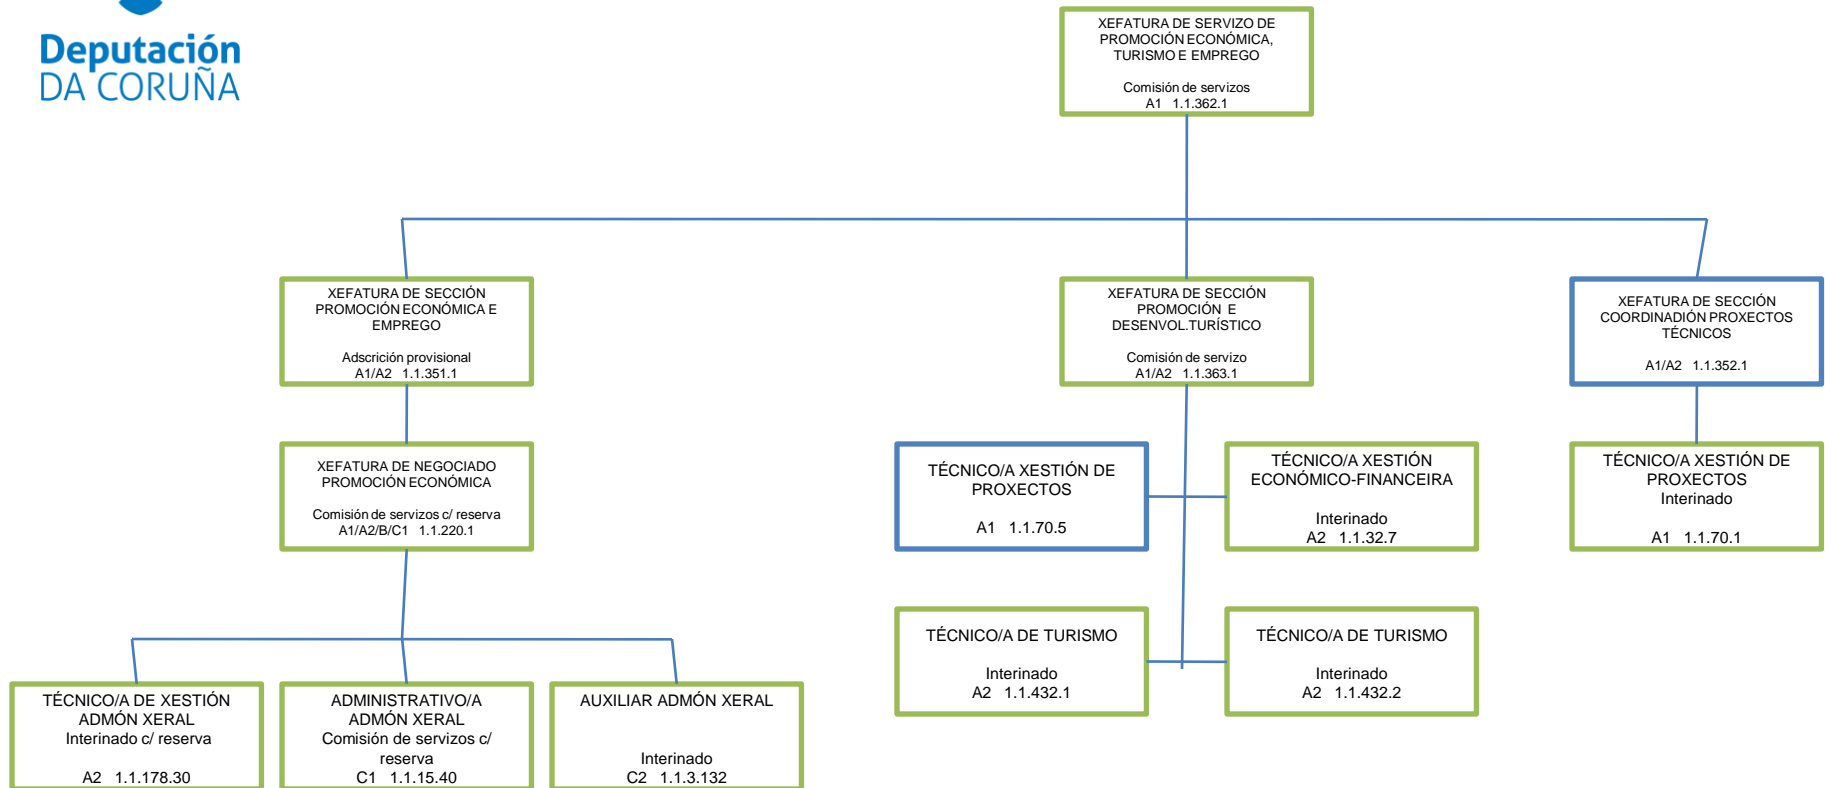 Deputación
DA CORUÑA
XEFATURA DE SERVIZO DE
PROMOCIÓN ECONÓMICA,
TURISMO E EMPREGO
Comisión de servizos
A1 1.1.362.1
XEFATURA DE SECCIÓN
PROMOCIÓN ECONÓMICA E
EMPREGO
Adscrición provisional
A1/A2 1.1.351.1
XEFATURA DE SECCIÓN
PROMOCIÓN E
DESENVOL.TURÍSTICO
Comisión de servizo
A1/A2 1.1.363.1
XEFATURA DE SECCIÓN
COORDINADIÓN PROXECTOS
TÉCNICOS
A1/A2 1.1.352.1
XEFATURA DE NEGOCIADO
PROMOCIÓN ECONÓMICA
Comisión de servizos c/ reserva
A1/A2/B/C1 1.1.220.1
TÉCNICO/A XESTIÓN DE
PROXECTOS
A1 1.1.70.5
TÉCNICO/A XESTIÓN
ECONÓMICO-FINANCEIRA
Interinado
A2 1.1.32.7
TÉCNICO/A XESTIÓN DE
PROXECTOS
Interinado
A1 1.1.70.1
TÉCNICO/A DE TURISMO
Interinado
A2 1.1.432.1
TÉCNICO/A DE TURISMO
Interinado
A2 1.1.432.2
TÉCNICO/A DE XESTIÓN
ADMÓN XERAL
Interinado c/ reserva
A2 1.1.178.30
ADMINISTRATIVO/A
ADMÓN XERAL
Comisión de servizos c/
reserva
C1 1.1.15.40
AUXILIAR ADMÓN XERAL
Interinado
C2 1.1.3.132